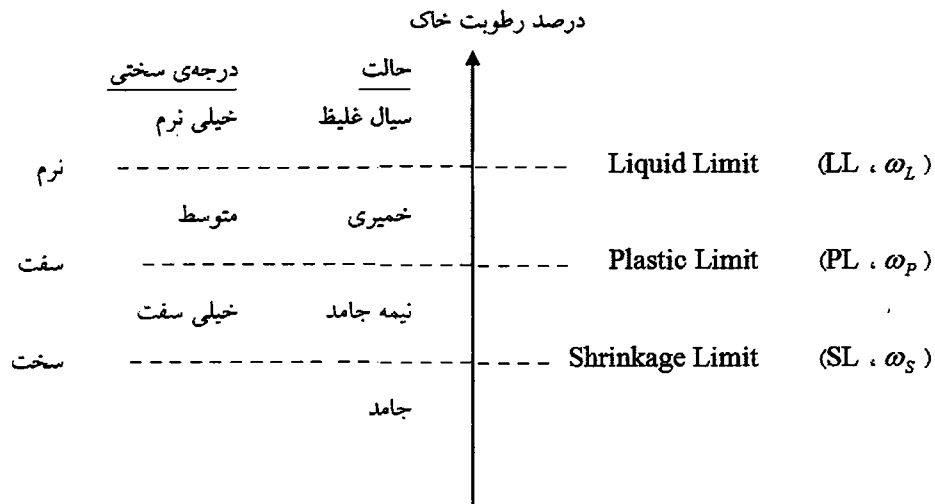 درصد رطوبت خاک
حالت درجه‌ی سختی
سیال غلیظ خیلی نرم
نرم Liquid Limit (LL ، ω_L)
خمیری متوسط
سفت Plastic Limit (PL ، ω_P)
نیمه جامد خیلی سفت
سخت Shrinkage Limit (SL ، ω_S)
جامد